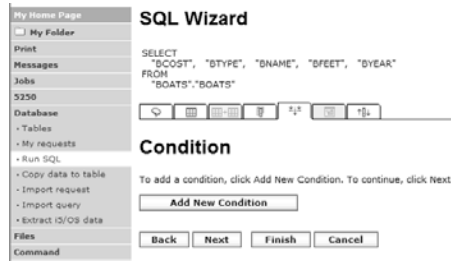 My Home Page
My Folder
Print
Messages
Jobs
5250
Database
- Tables
- My requests
- Run SQL
- Copy data to table
- Import request
- Import query
- Extract i5/OS data
Files
Command
SQL Wizard
SELECT
"BCOST", "BTYPE", "BNAME", "BFEET", "BYEAR"
FROM
"BOATS"."BOATS"
Condition
To add a condition, click Add New Condition. To continue, click Next
Add New Condition
Back Next Finish Cancel